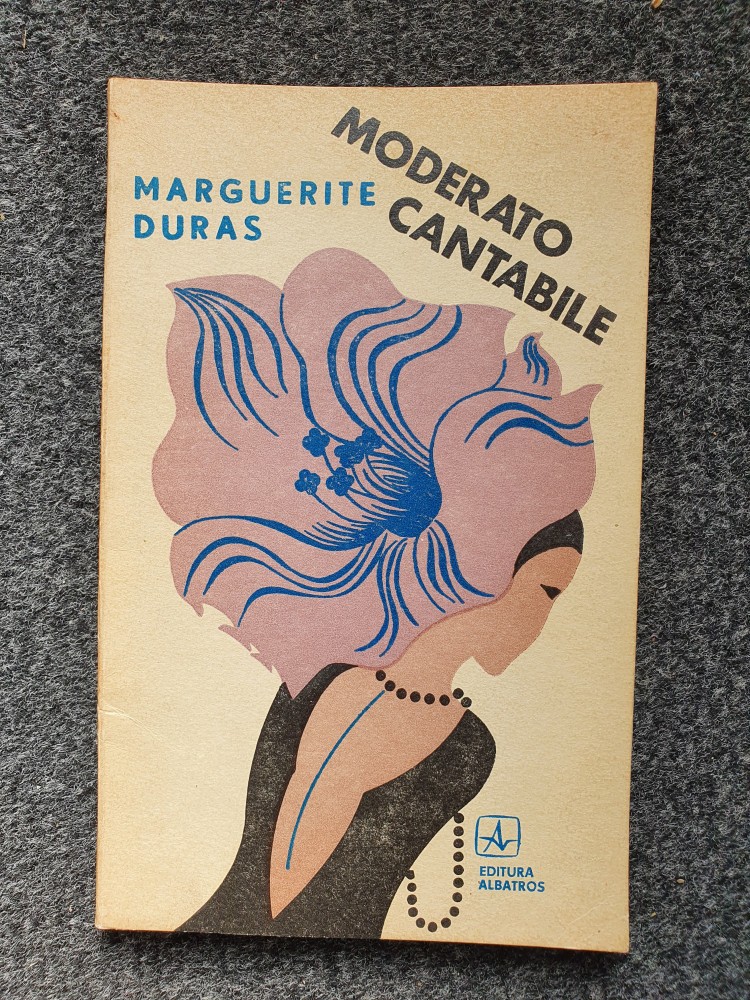 MARGUERITE
DURAS
MODERATO
CANTABILE
EDITURA
ALBATROS